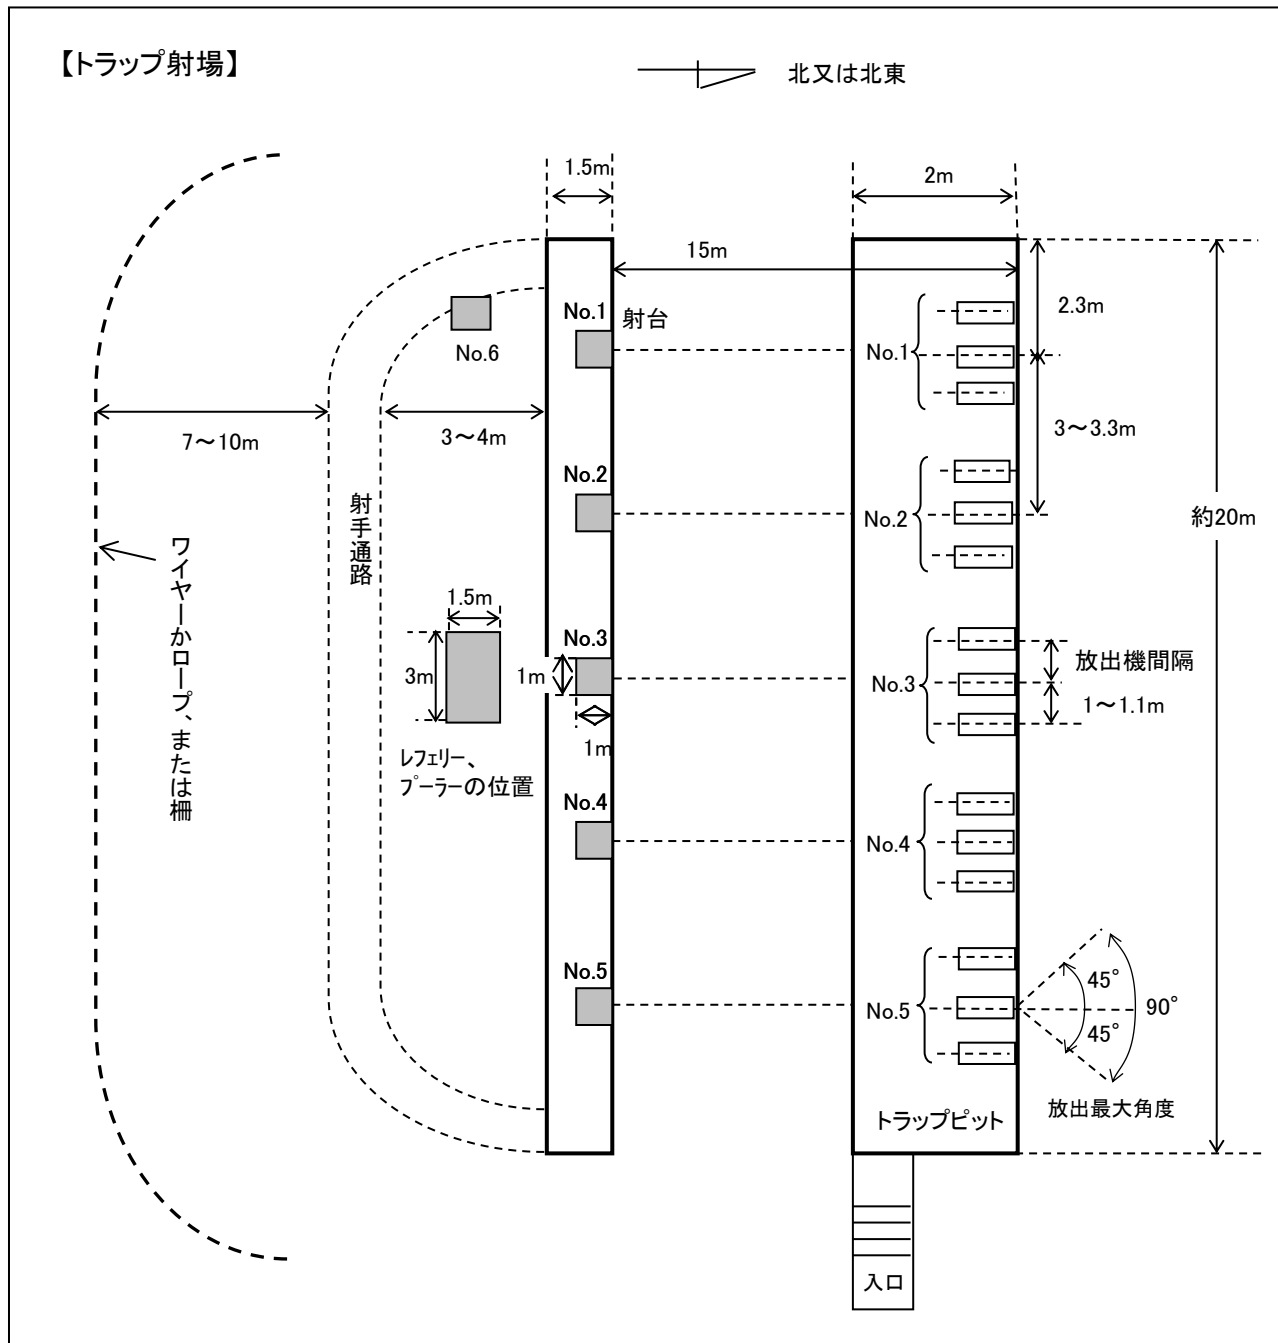 【トラップ射場】
北又は北東
1.5m
2m
15m
2.3m
No.1
射台
No.6
No.1
7～10m
3～4m
3～3.3m
No.2
No.2
約20m
射手通路
ワイヤーかロープ、または柵
1.5m
No.3
3m
1m
1m
No.3
放出機間隔
1～1.1m
レフェリー、
プーラーの位置
No.4
No.4
No.5
No.5
45°
90°
45°
放出最大角度
トラップピット
入口